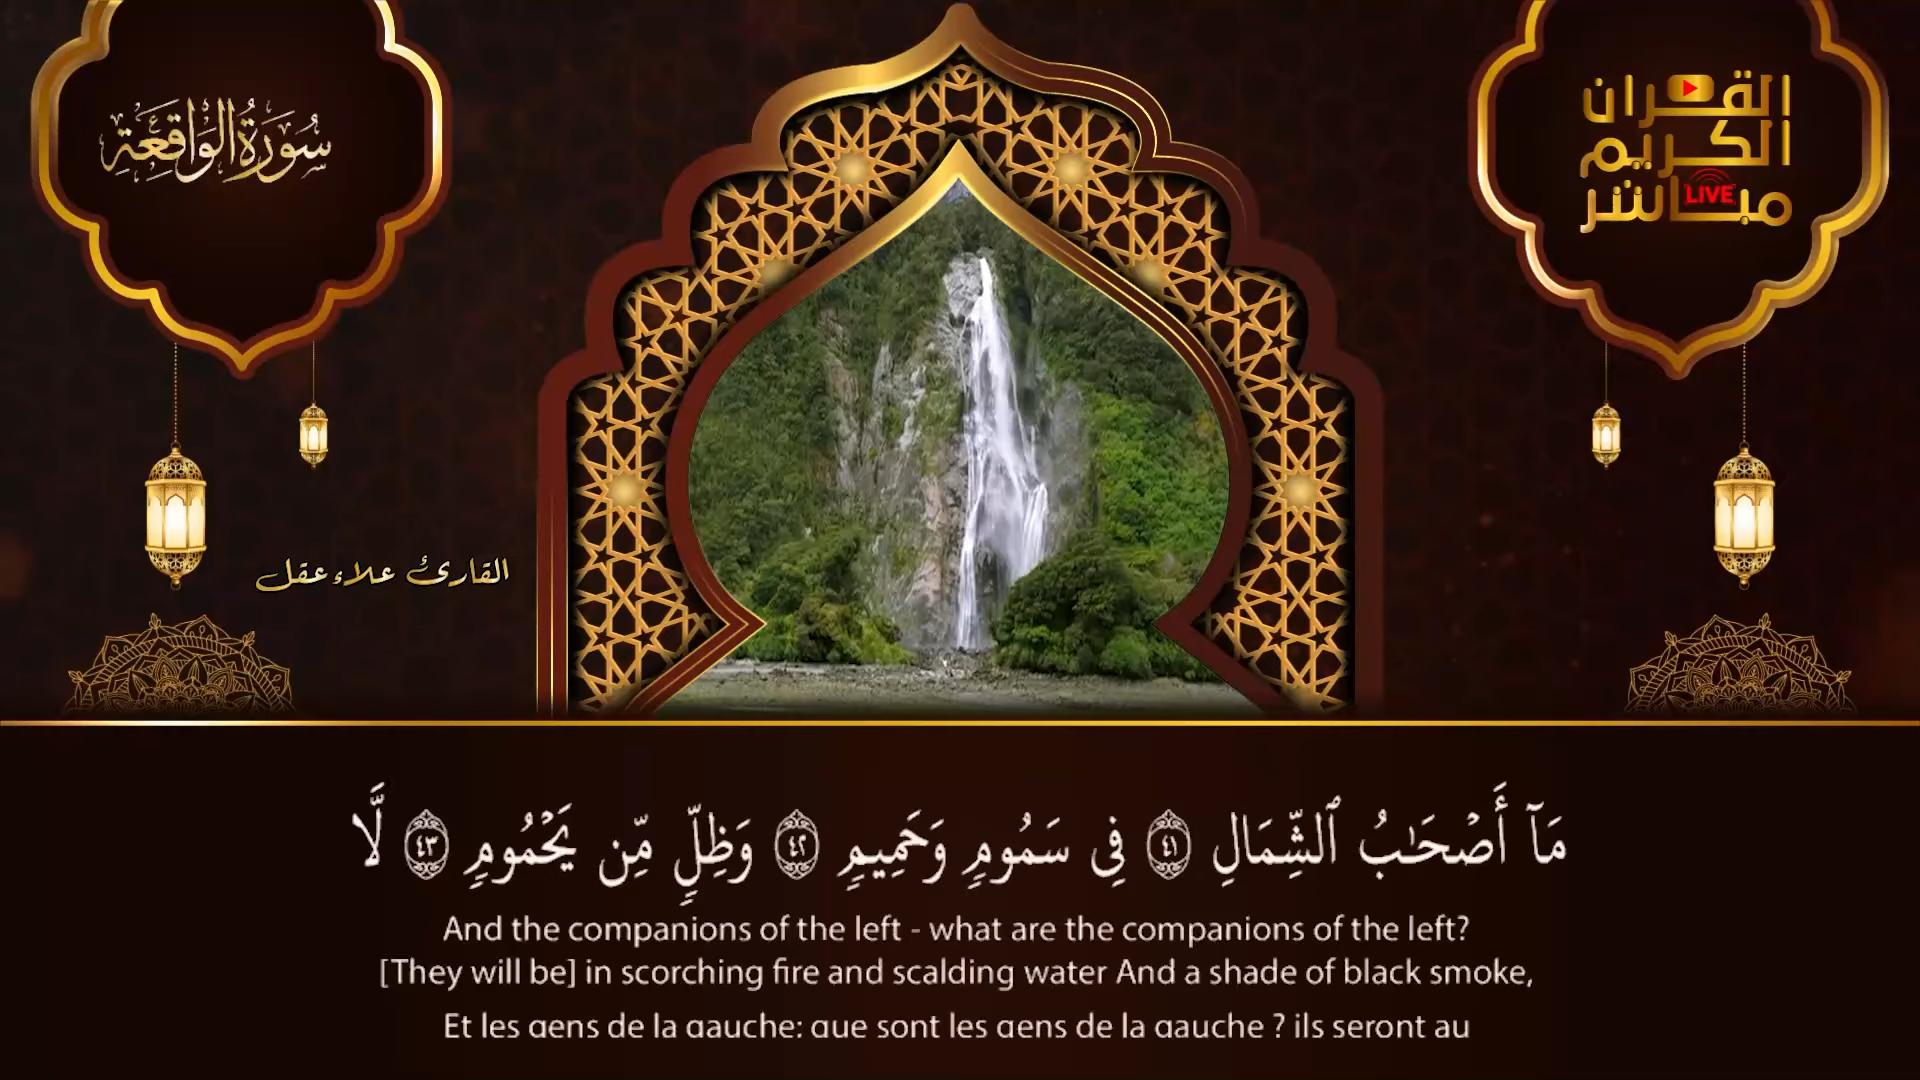 سُورَةُ الوَاقِعَةِ
القران
الكريم
مباشر
LIVE
القارئ علاء عقل
مَآ أَصْحَٰبُ ٱلشِّمَالِ ٤١ فِى سَمُومٍ وَحَمِيمٍ ٤٢ وَظِلٍّ مِّن يَحْمُومٍ ٤٣ لَّا
And the companions of the left - what are the companions of the left?
[They will be] in scorching fire and scalding water And a shade of black smoke,
Et les gens de la gauche: que sont les gens de la gauche ? ils seront au